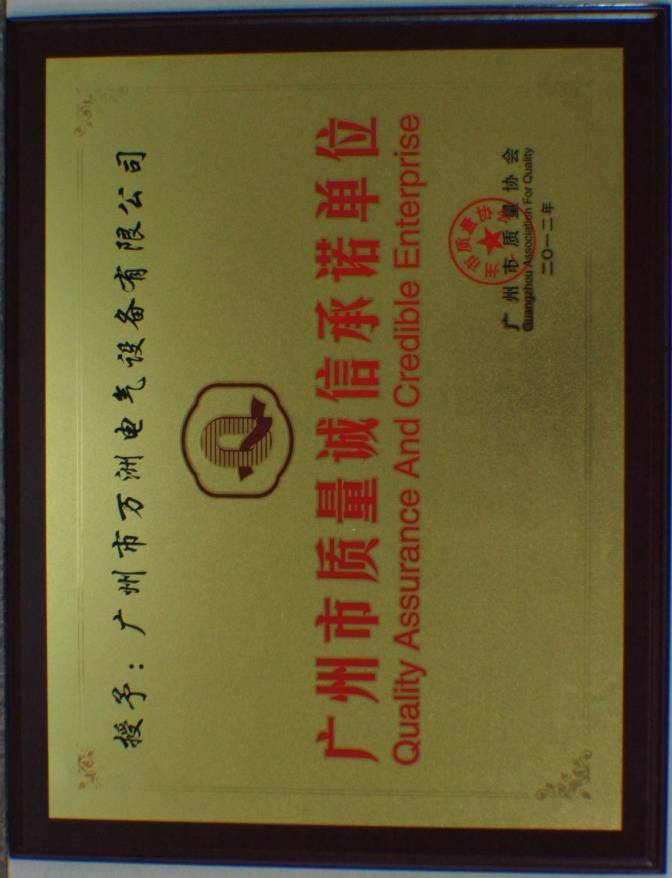 授予：广州市万洲电气设备有限公司
广州市质量诚信承诺单位
Quality Assurance And Credible Enterprise
广州市质量协会
Guangzhou Association For Quality
二〇一二年